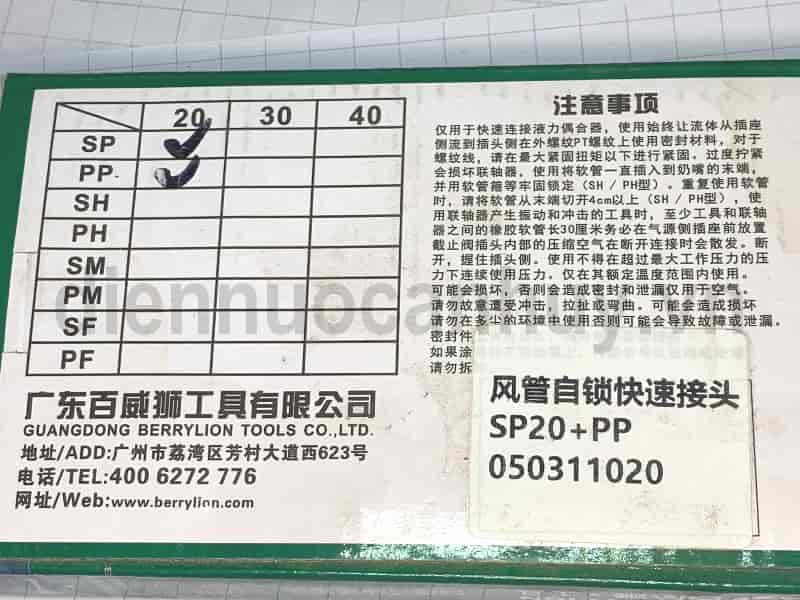 20 30 40
SP
PP
SH
PH
SM
PM
SF
PF
广东百威狮工具有限公司
GUANGDONG BERRYLION TOOLS CO.,LTD.
地址/ADD:广州市荔湾区芳村大道西623号
电话/TEL:400 6272 776
网址/Web:www.berrylion.com
注意事项
仅用于快速连接液力偶合器，使用始终让流体从插座
侧流到插头侧在外螺纹PT螺纹上使用密封材料，对于
螺纹线，请在最大紧固扭矩以下进行紧固。过度拧紧
会损坏联轴器、使用将软管一直插入到奶嘴的末端，
并用软管箍等牢固锁定（SH / PH型）。重复使用软管
时，请将软管从末端切开4cm以上（SH / PH型），使
用联轴器产生振动和冲击的工具时，至少工具和联轴
器之间的橡胶软管长30厘米务必在气源侧插座前放置
截止阀插头内部的压缩空气在断开连接时会散发。断
开，握住插头侧。使用不得在超过最大工作压力的压
力下连续使用压力。仅在其额定温度范围内使用。
可能会损坏，否则会造成密封和泄漏仅用于空气。
请勿故意遭受冲击，拉扯或弯曲。可能会造成损坏
请勿在多尘的环境中使用否则可能会导致故障或泄漏。
密封件
如果涂
请勿拆
风管自锁快速接头
SP20+PP
050311020